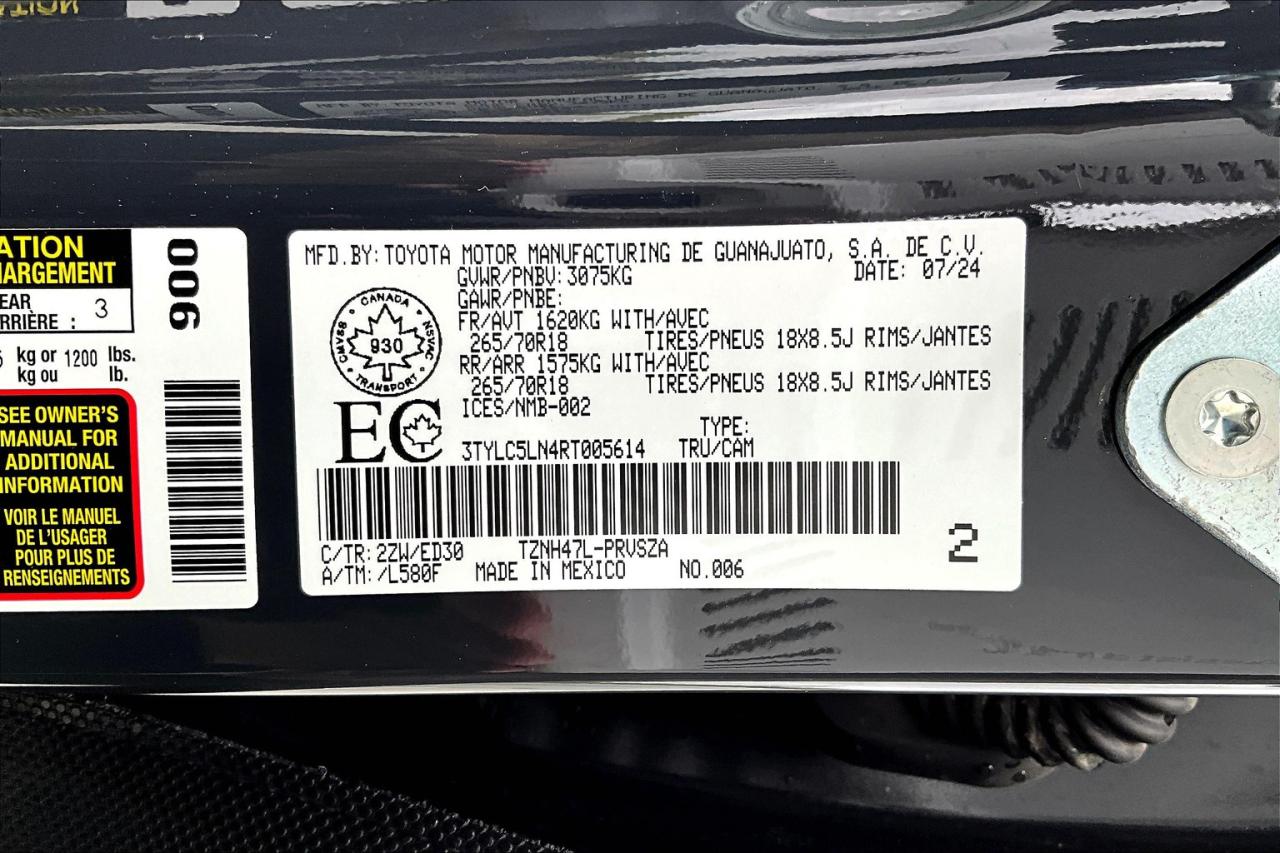 ATION
HARGEMENT
EAR
RRIÈRE : 3
kg or 1200 lbs.
kg ou lb.
SEE OWNER'S
MANUAL FOR
ADDITIONAL
INFORMATION
VOIR LE MANUEL
DE L'USAGER
POUR PLUS DE
RENSEIGNEMENTS
006
MFD.BY: TOYOTA MOTOR MANUFACTURING DE GUANAJUATO, S.A. DE C.V.
GVWR/PNBV: 3075KG DATE: 07/24
GAWR/PNBE:
FR/AVT 1620KG WITH/AVEC
265/70R18 TIRES/PNEUS 18X8.5J RIMS/JANTES
RR/ARR 1575KG WITH/AVEC
265/70R18 TIRES/PNEUS 18X8.5J RIMS/JANTES
ICES/NMB-002
CANADA
CMVSS NSVAC
930
TRANSPORT
EC
TYPE:
3TYLC5LN4RT005614 TRU/CAM
C/TR: 2ZW/ED30 TZNH47L-PRVSZA
A/TM: /L580F MADE IN MEXICO NO.006
2